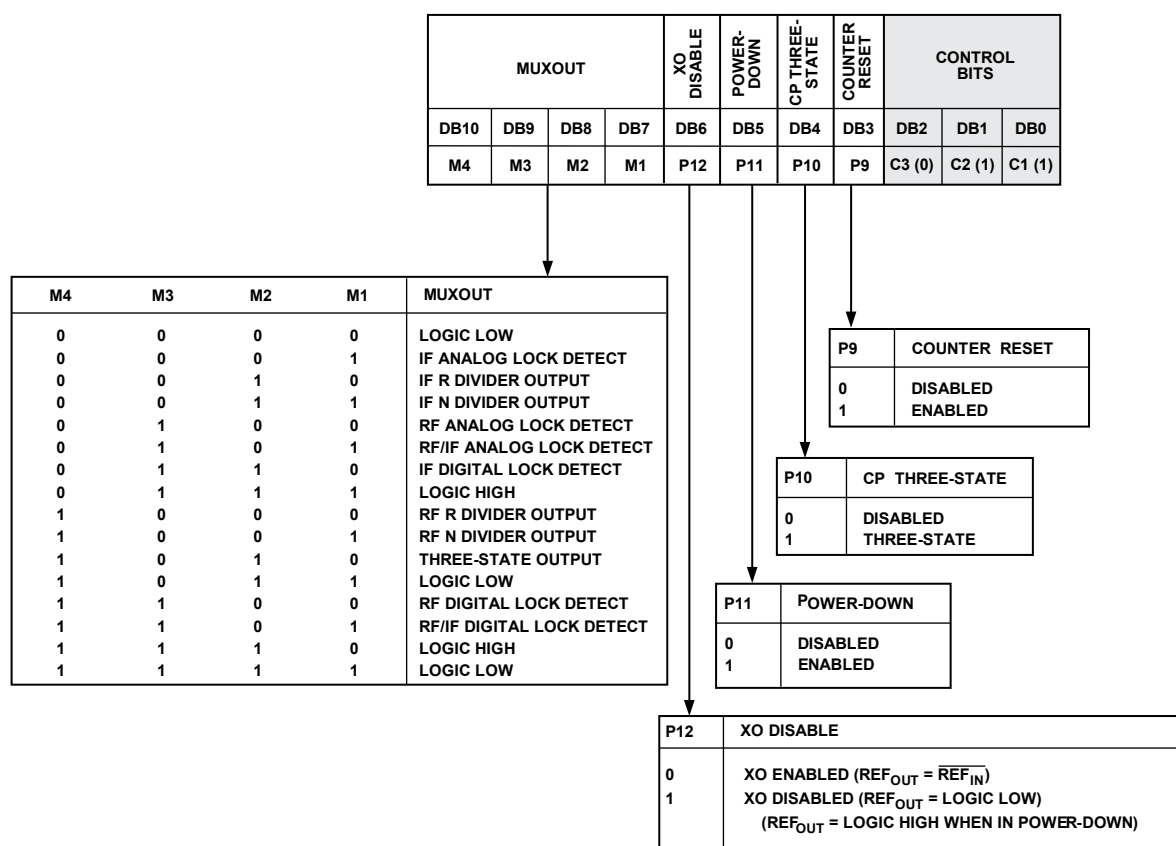 MUXOUT XO DISABLE POWER-DOWN CP THREE-STATE COUNTER RESET CONTROL BITS
DB10 DB9 DB8 DB7 DB6 DB5 DB4 DB3 DB2 DB1 DB0
M4 M3 M2 M1 P12 P11 P10 P9 C3 (0) C2 (1) C1 (1)
M4 M3 M2 M1 MUXOUT
0 0 0 0 LOGIC LOW
0 0 0 1 IF ANALOG LOCK DETECT
0 0 1 0 IF R DIVIDER OUTPUT
0 0 1 1 IF N DIVIDER OUTPUT
0 1 0 0 RF ANALOG LOCK DETECT
0 1 0 1 RF/IF ANALOG LOCK DETECT
0 1 1 0 IF DIGITAL LOCK DETECT
0 1 1 1 LOGIC HIGH
1 0 0 0 RF R DIVIDER OUTPUT
1 0 0 1 RF N DIVIDER OUTPUT
1 0 1 0 THREE-STATE OUTPUT
1 0 1 1 LOGIC LOW
1 1 0 0 RF DIGITAL LOCK DETECT
1 1 0 1 RF/IF DIGITAL LOCK DETECT
1 1 1 0 LOGIC HIGH
1 1 1 1 LOGIC LOW
P9 COUNTER RESET
0 DISABLED
1 ENABLED
P10 CP THREE-STATE
0 DISABLED
1 THREE-STATE
P11 POWER-DOWN
0 DISABLED
1 ENABLED
P12 XO DISABLE
0 XO ENABLED (REFOUT = R̅E̅F̅I̅N̅)
1 XO DISABLED (REFOUT = LOGIC LOW)
(REFOUT = LOGIC HIGH WHEN IN POWER-DOWN)